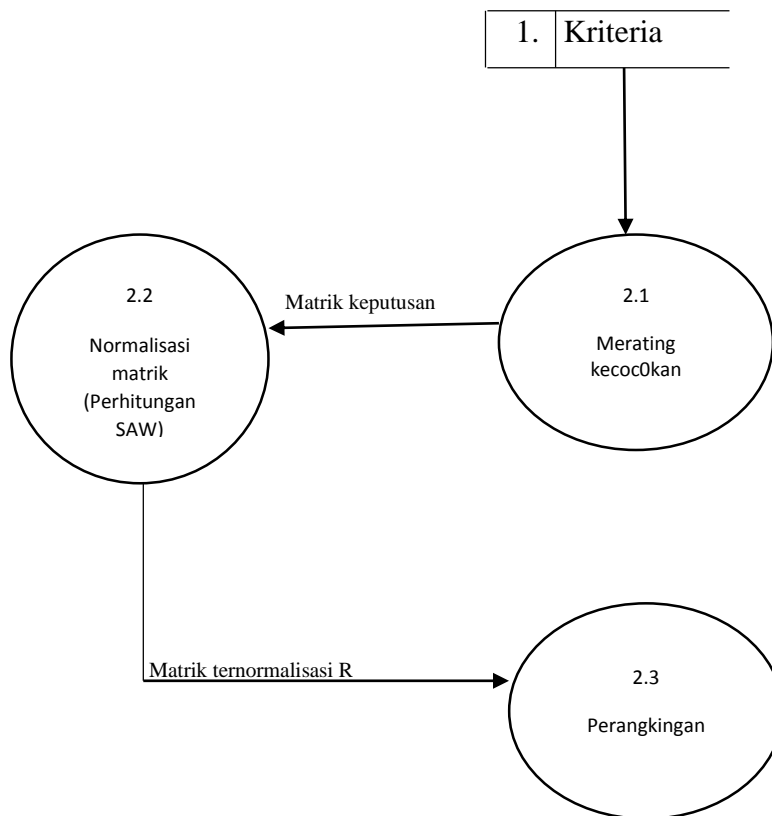 1. Kriteria
2.1
Merating
kecoc0kan
Matrik keputusan
2.2
Normalisasi
matrik
(Perhitungan
SAW)
Matrik ternormalisasi R
2.3
Perangkingan